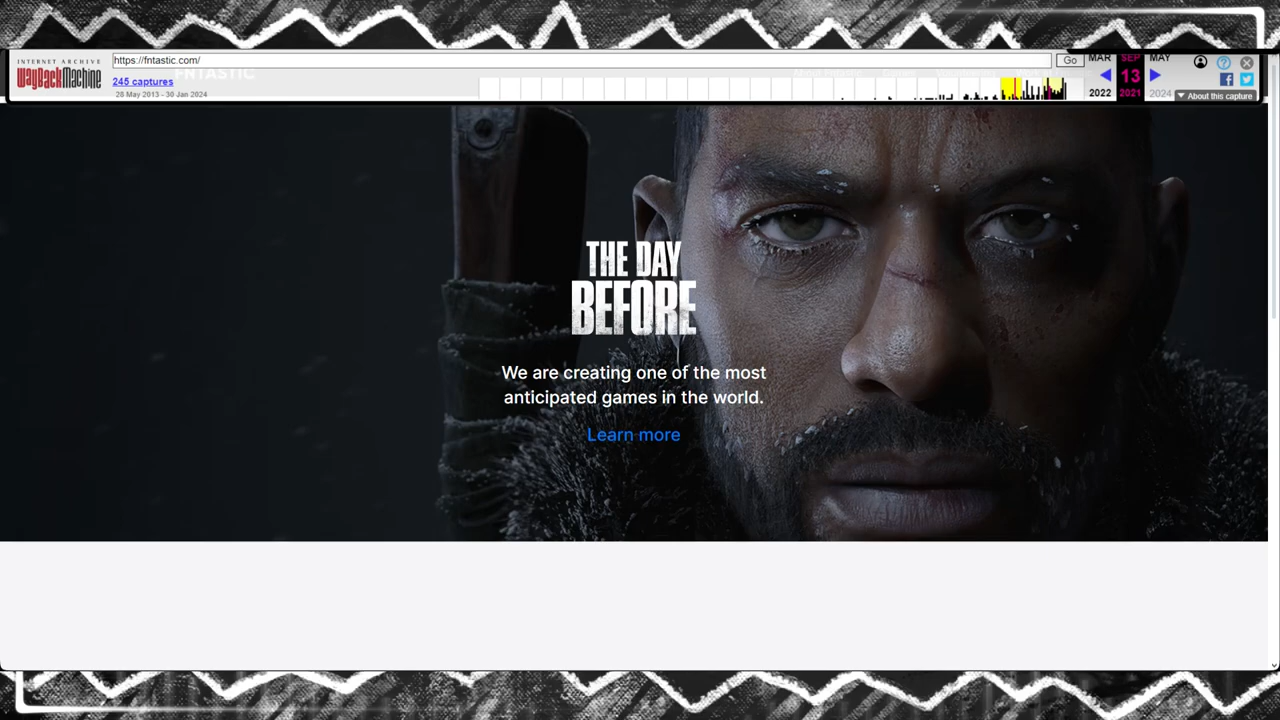 INTERNET ARCHIVE
WayBackMachine
https://fntastic.com/
Go
MAR
SEP
MAY
FNTASTIC
245 captures
13
28 May 2013 - 30 Jan 2024
2022
2021
2024
About this capture
THE DAY
BEFORE
We are creating one of the most
anticipated games in the world.
Learn more